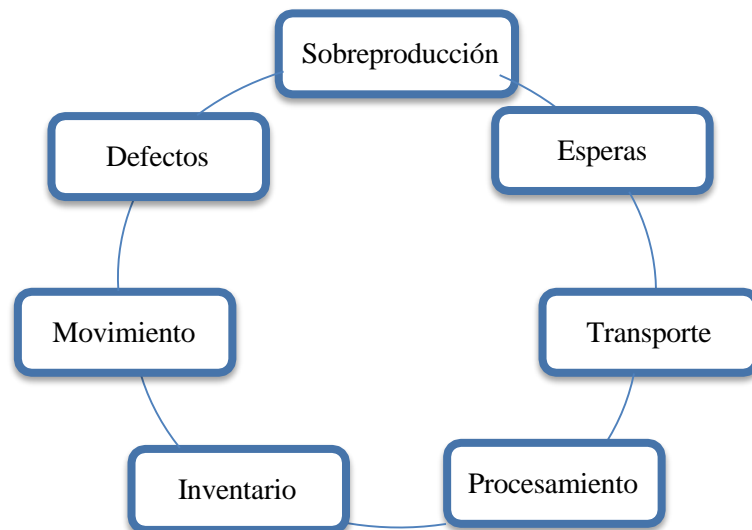 Sobreproducción
Esperas
Transporte
Procesamiento
Inventario
Movimiento
Defectos